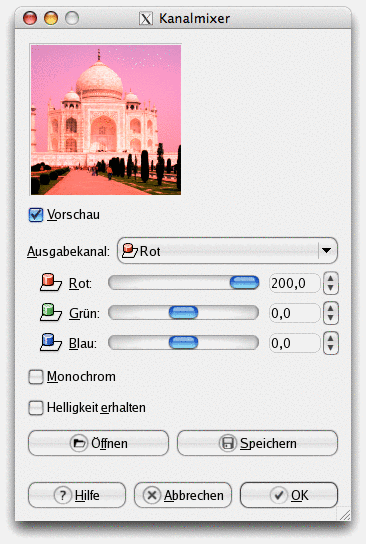 Kanalmixer
Vorschau
Ausgabekanal: Rot
Rot: 200,0
Grün: 0,0
Blau: 0,0
Monochrom
Helligkeit erhalten
Öffnen Speichern
Hilfe Abbrechen OK